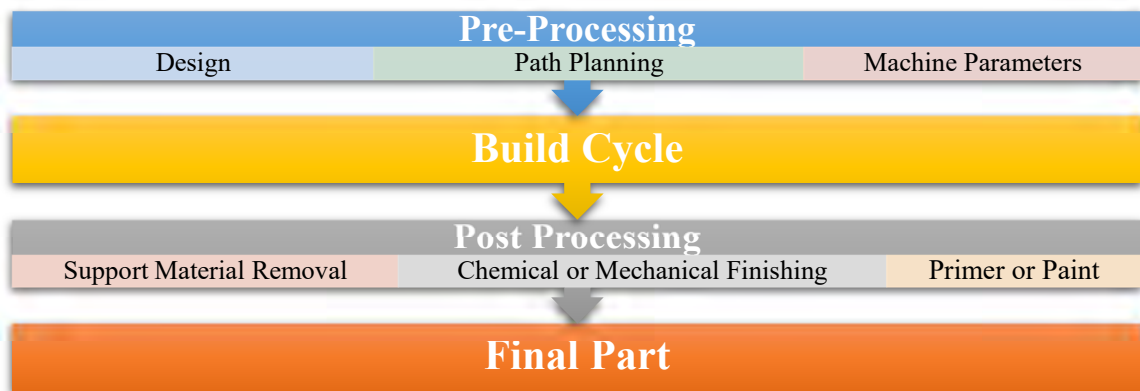 Pre-Processing
Design Path Planning Machine Parameters
Build Cycle
Post Processing
Support Material Removal Chemical or Mechanical Finishing Primer or Paint
Final Part